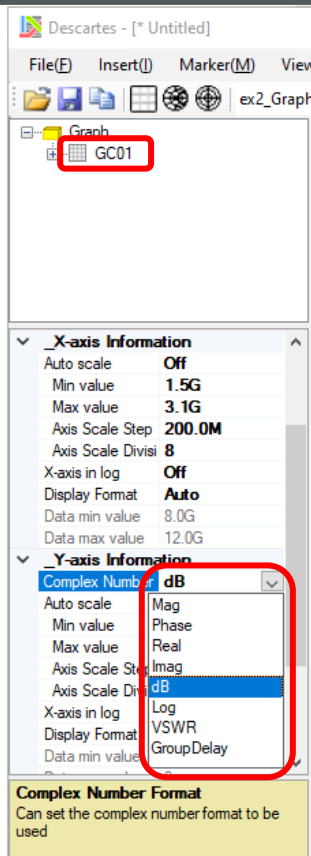 Descartes - [* Untitled]
File(F) Insert(I) Marker(M) View
ex2_Graph
Graph
GC01
_X-axis Information
Auto scale Off
Min value 1.5G
Max value 3.1G
Axis Scale Step 200.0M
Axis Scale Divisi 8
X-axis in log Off
Display Format Auto
Data min value 8.0G
Data max value 12.0G
_Y-axis Information
Complex Number dB
Auto scale Mag
Min value Phase
Max value Real
Axis Scale Step Imag
Axis Scale Divi dB
X-axis in log Log
Display Format VSWR
Data min value GroupDelay
Complex Number Format
Can set the complex number format to be
used